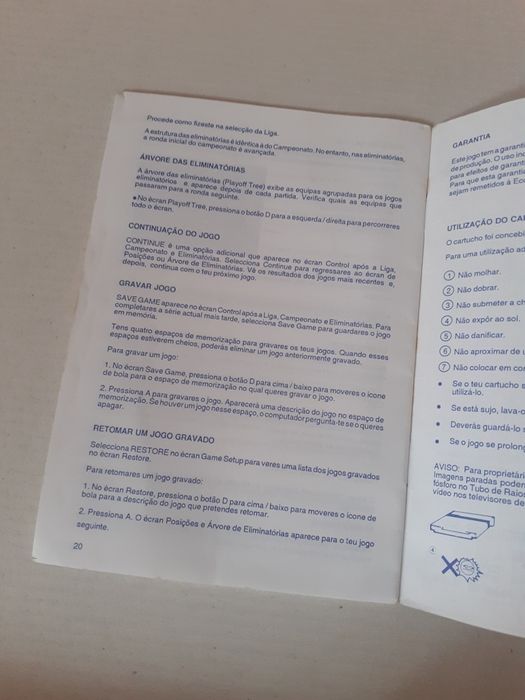 Procede como fizeste na selecção da Liga.
A estrutura das eliminatórias é idêntica à do Campeonato. No entanto, nas eliminatórias,
a ronda inicial do campeonato é avançada.
ÁRVORE DAS ELIMINATÓRIAS
A árvore das eliminatórias (Playoff Tree) exibe as equipas agrupadas para os jogos
eliminatórios e aparece depois de cada partida. Verifica quais as equipas que
passaram para a ronda seguinte.
• No écran Playoff Tree, pressiona o botão D para a esquerda / direita para percorreres
todo o écran.
CONTINUAÇÃO DO JOGO
CONTINUE é uma opção adicional que aparece no écran Control após a Liga,
Campeonato e Eliminatórias. Selecciona Continue para regressares ao écran de
Posições ou Árvore de Eliminatórias. Vê os resultados dos jogos mais recentes e,
depois, continua com o teu próximo jogo.
GRAVAR JOGO
SAVE GAME aparece no écran Control após a Liga, Campeonato e Eliminatórias. Para
completares a série actual mais tarde, selecciona Save Game para guardares o jogo
em memória.
Tens quatro espaços de memorização para gravares os teus jogos. Quando esses
espaços estiverem cheios, poderás eliminar um jogo anteriormente gravado.
Para gravar um jogo:
1. No écran Save Game, pressiona o botão D para cima / baixo para moveres o ícone
de bola para o espaço de memorização no qual queres gravar o jogo.
2. Pressiona A para gravares o jogo. Aparecerá uma descrição do jogo no espaço de
memorização. Se houver um jogo nesse espaço, o computador pergunta-te se o queres
apagar.
RETOMAR UM JOGO GRAVADO
Selecciona RESTORE no écran Game Setup para veres uma lista dos jogos gravados
no écran Restore.
Para retomares um jogo gravado:
1. No écran Restore, pressiona o botão D para cima / baixo para moveres o ícone de
bola para a descrição do jogo que pretendes retomar.
2. Pressiona A. O écran Posições e Árvore de Eliminatórias aparece para o teu jogo
seguinte.
20
GARANTIA
Este jogo tem a garanti
de produção. O uso in
para efeitos de garant
Para que esta garanti
sejam remetidos à Ec
UTILIZAÇÃO DO CA
O cartucho foi concebi
Para uma utilização ad
1 Não molhar.
2 Não dobrar.
3 Não submeter a ch
4 Não expôr ao sol.
5 Não danificar.
6 Não aproximar de
7 Não colocar em con
• Se o teu cartucho s
utilizá-lo.
• Se está sujo, lava-o
• Deverás guardá-lo
• Se o jogo se prolong
AVISO: Para proprietári
Imagens paradas podem
fósforo no Tubo de Raios
vídeo nos televisores de
4